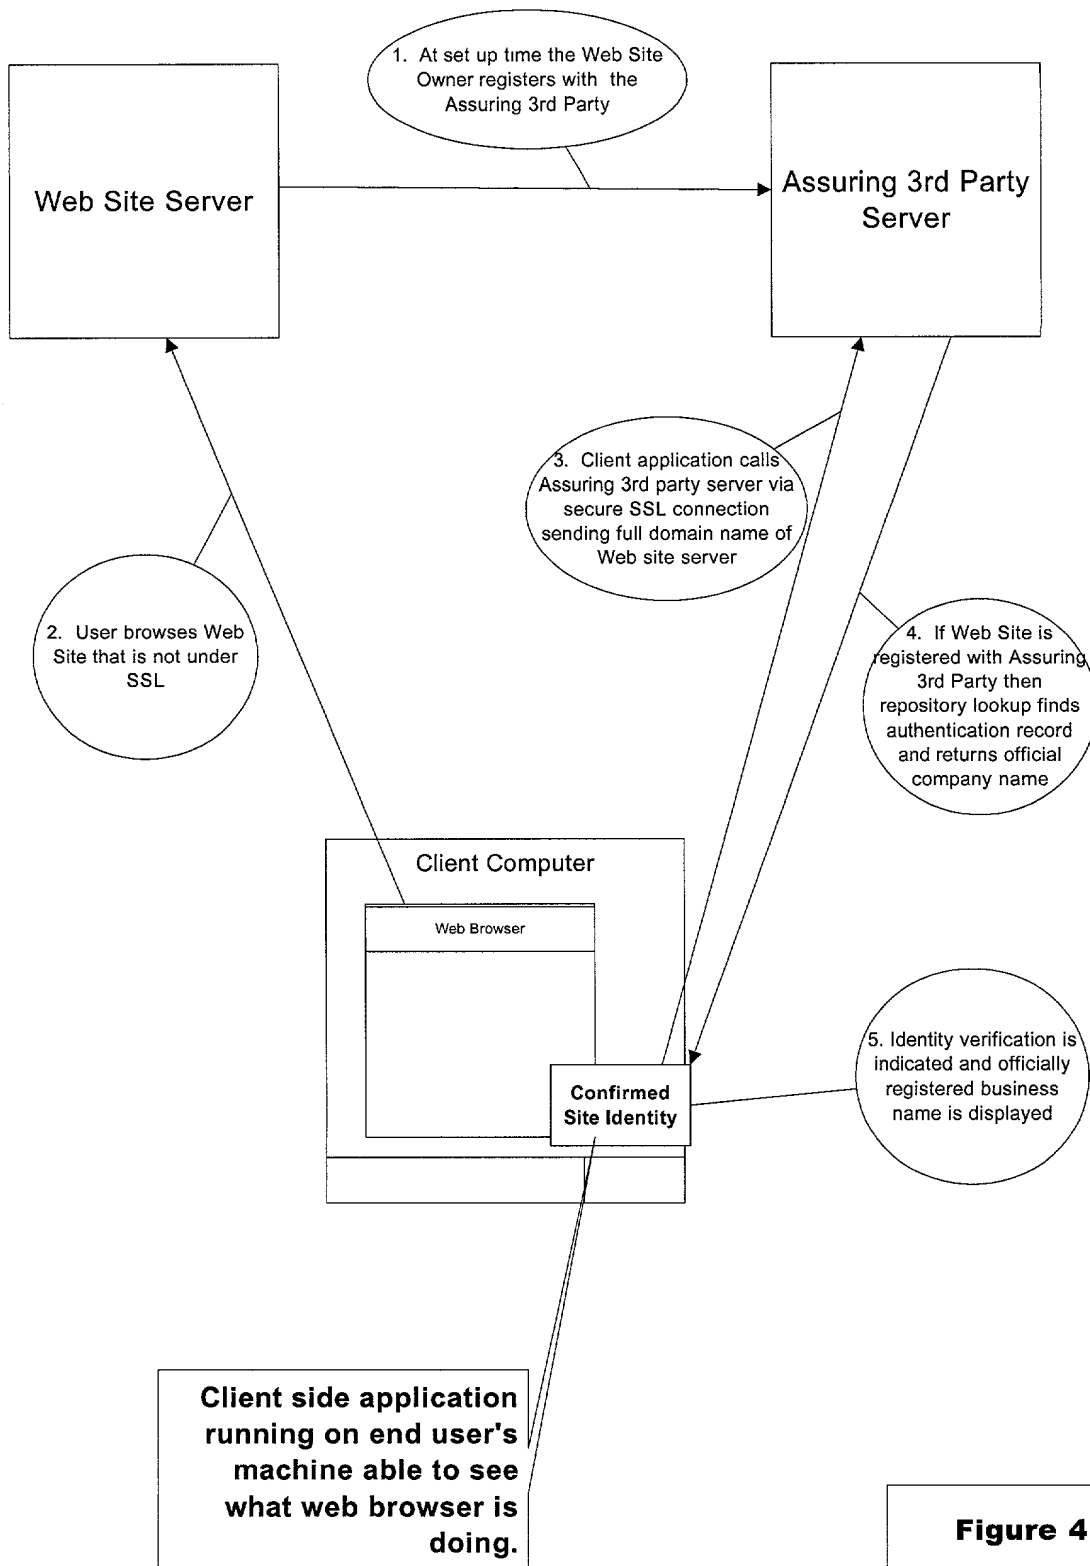 1. At set up time the Web Site
Owner registers with the
Assuring 3rd Party
Web Site Server
Assuring 3rd Party
Server
3. Client application calls
Assuring 3rd party server via
secure SSL connection
sending full domain name of
Web site server
2. User browses Web
Site that is not under
SSL
4. If Web Site is
registered with Assuring
3rd Party then
repository lookup finds
authentication record
and returns official
company name
Client Computer
Web Browser
5. Identity verification is
indicated and officially
registered business
name is displayed
Confirmed
Site Identity
Client side application
running on end user's
machine able to see
what web browser is
doing.
Figure 4